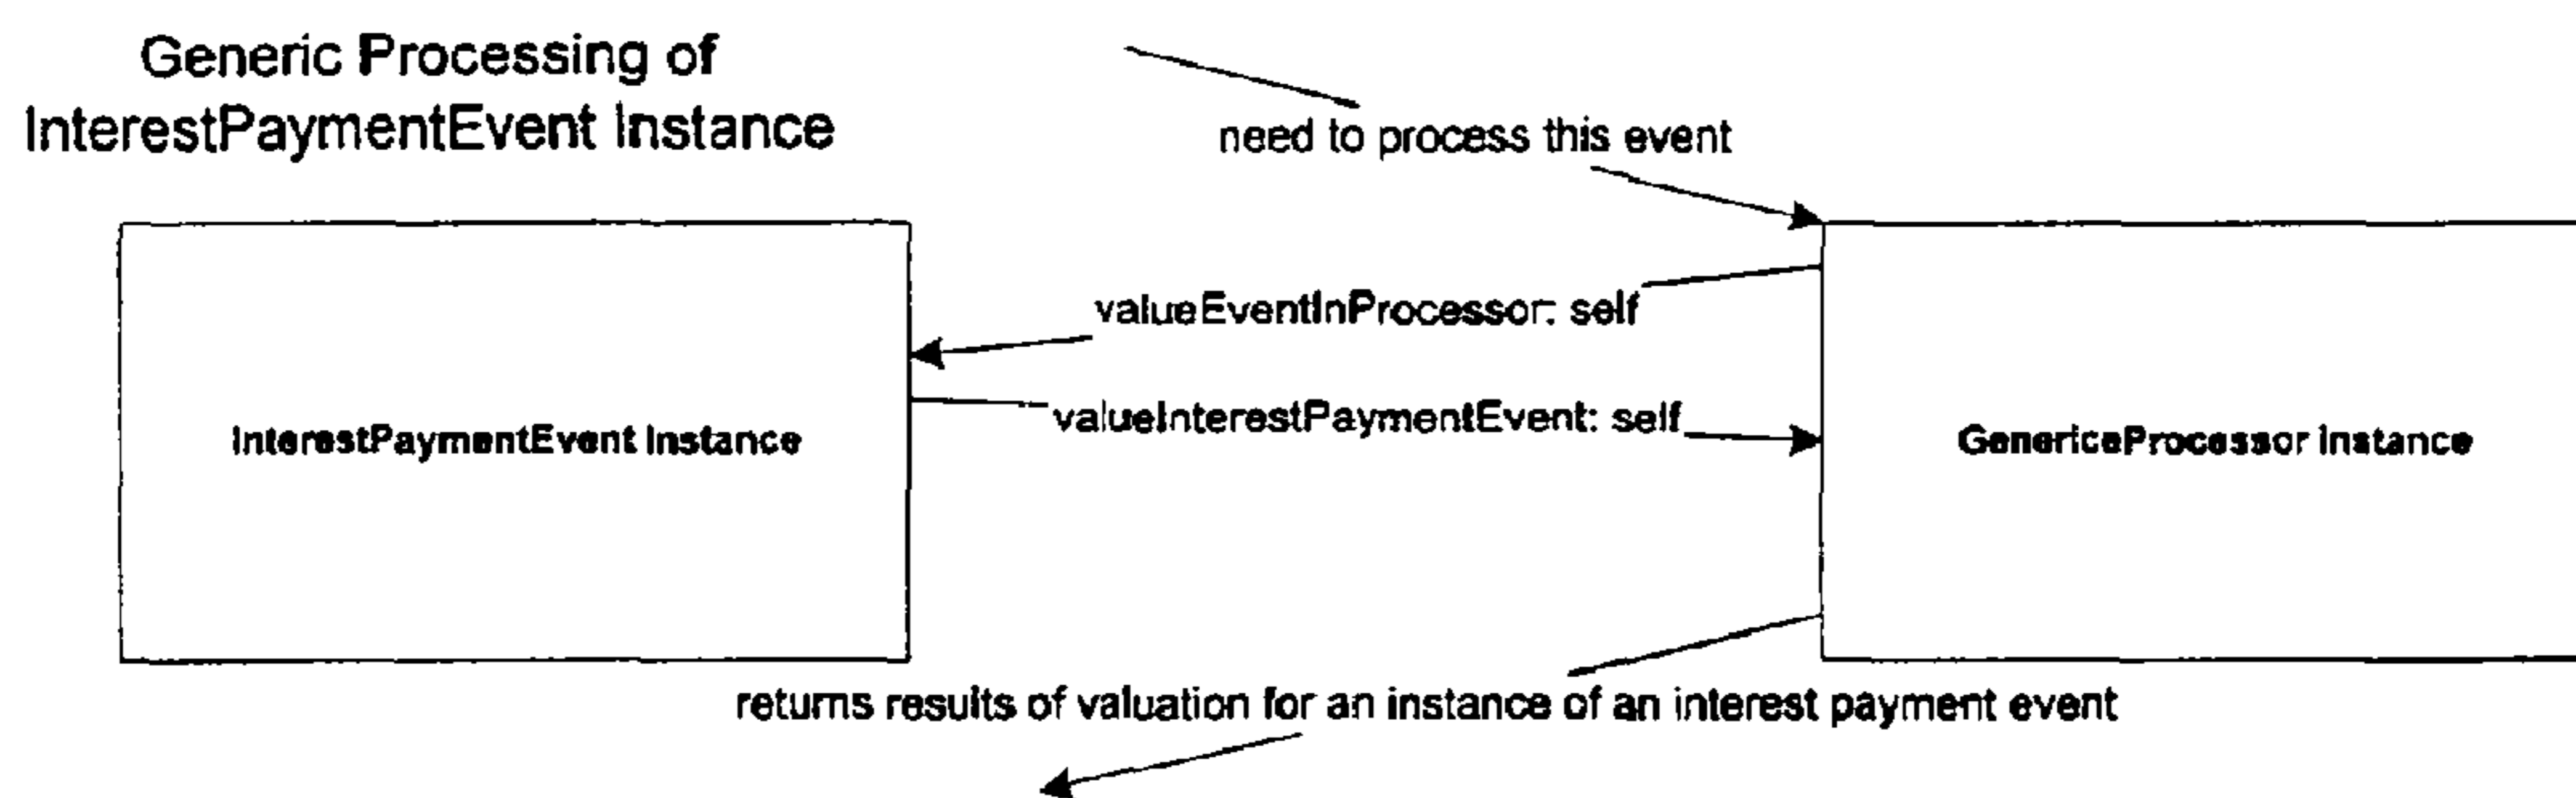 Generic Processing of
InterestPaymentEvent Instance
need to process this event
valueEventInProcessor: self
valueInterestPaymentEvent: self
InterestPaymentEvent Instance
GenericeProcessor Instance
returns results of valuation for an instance of an interest payment event